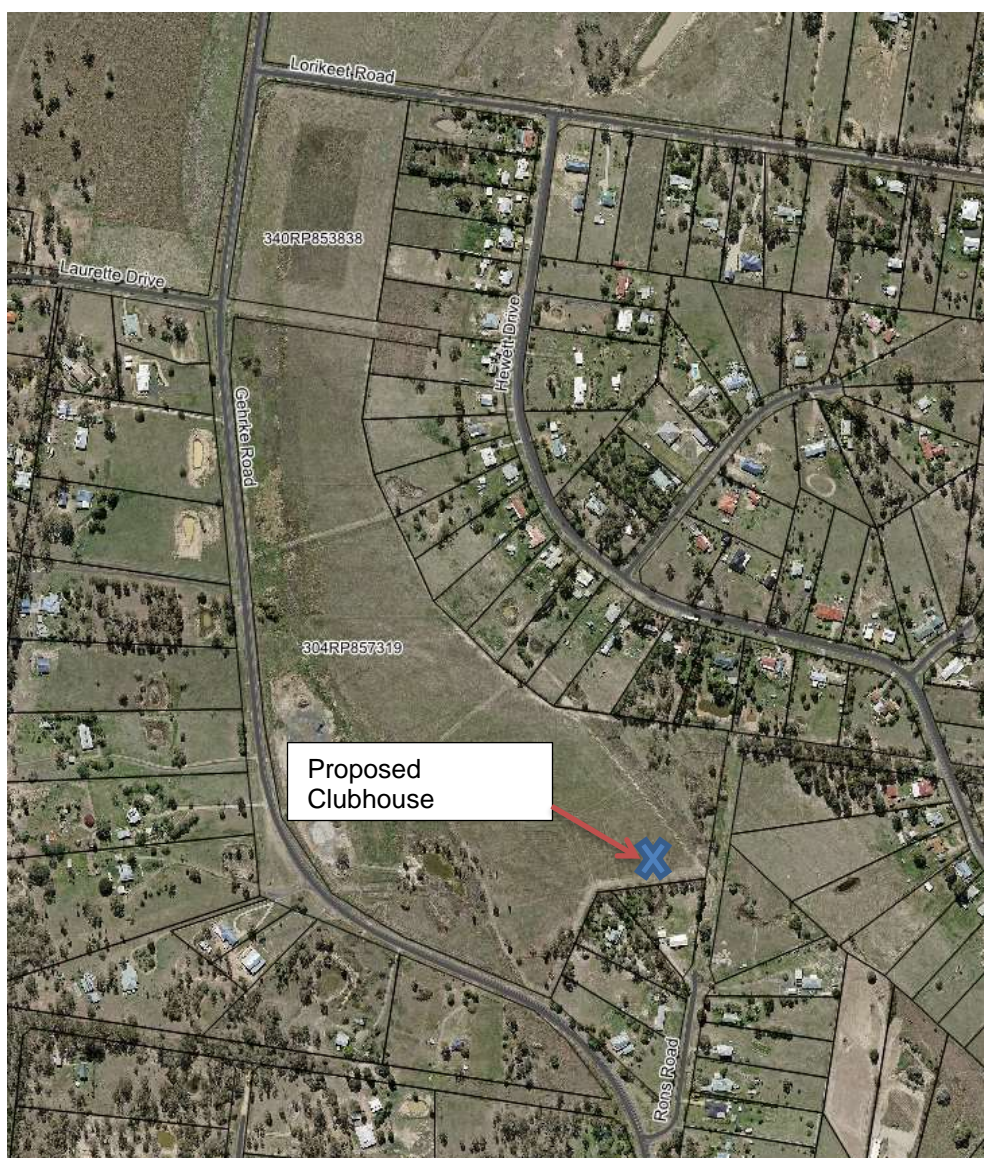 Lorikeet Road
340RP853838
Laurette Drive
Hewett Drive
Gehrke Road
304RP857319
Proposed
Clubhouse
Rons Road